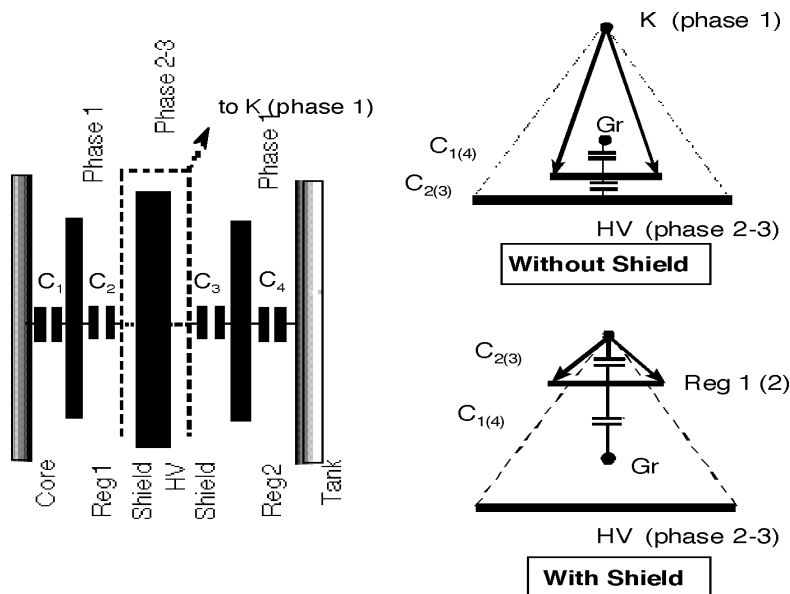 Phase 1
Phase 2-3
to K (phase 1)
Phase 1
C1
C2
C3
C4
Core
Reg1
Shield
HV
Shield
Reg2
Tank
K (phase 1)
Gr
C1(4)
C2(3)
HV (phase 2-3)
Without Shield
C2(3)
Reg 1 (2)
C1(4)
Gr
HV (phase 2-3)
With Shield